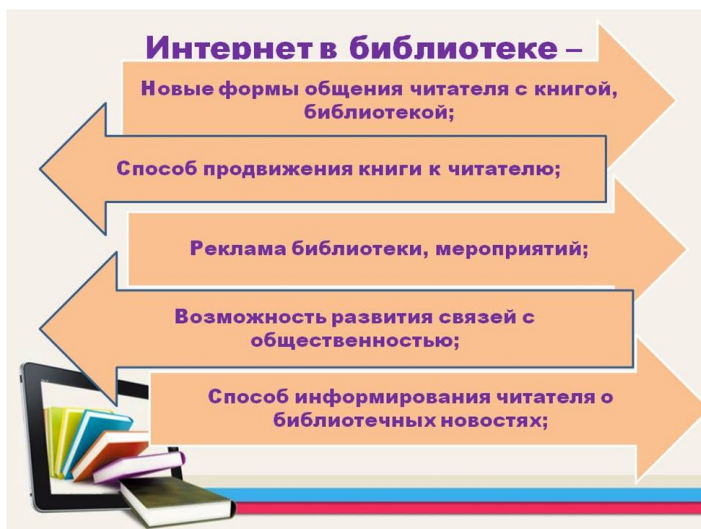 Интернет в библиотеке –
Новые формы общения читателя с книгой,
библиотекой;
Способ продвижения книги к читателю;
Реклама библиотеки, мероприятий;
Возможность развития связей с
общественностью;
Способ информирования читателя о
библиотечных новостях;